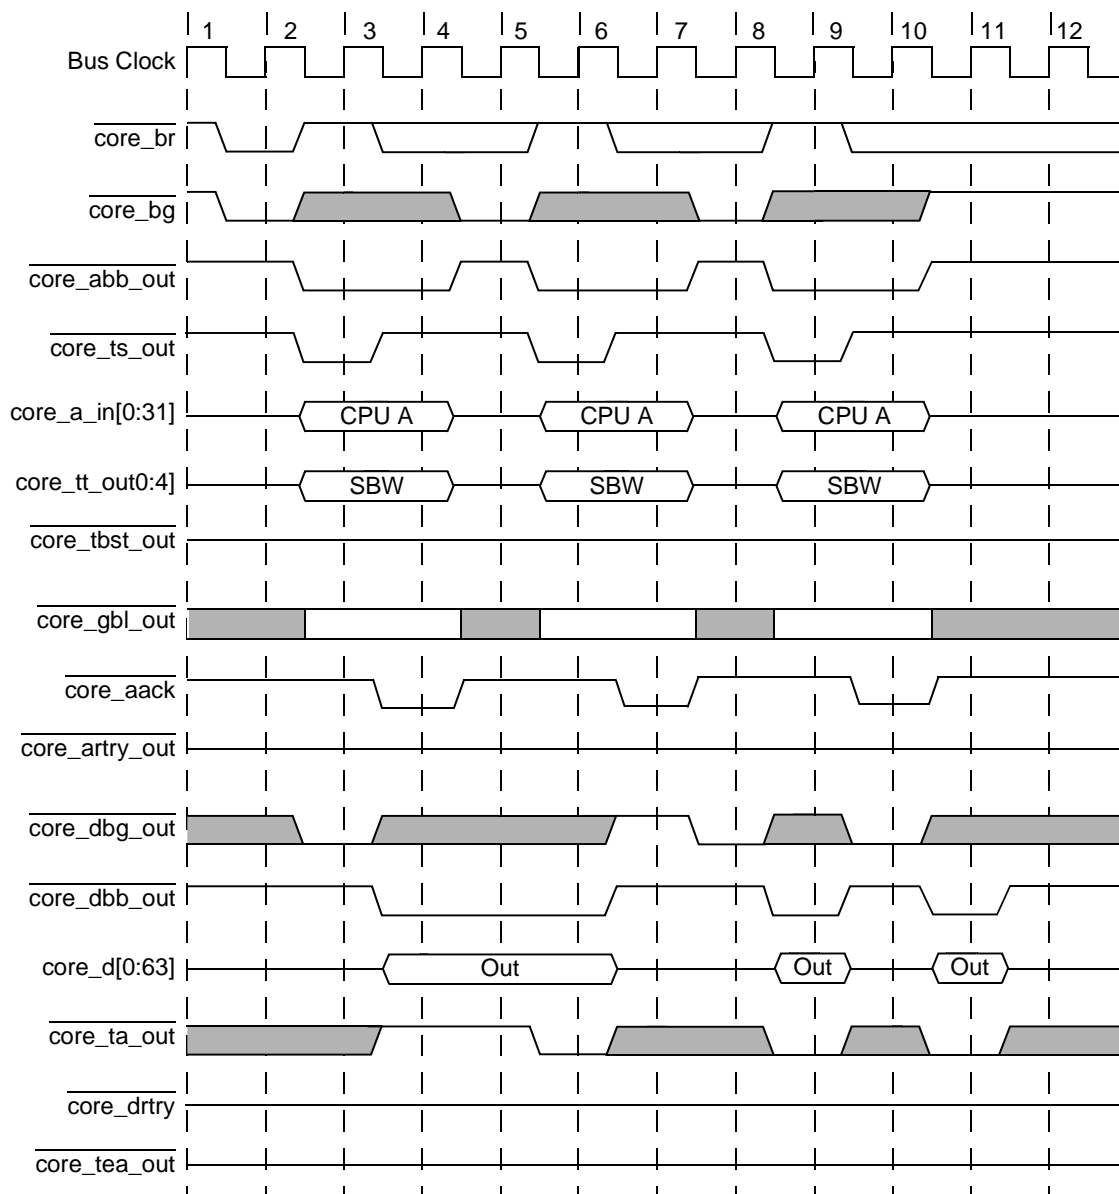 1 2 3 4 5 6 7 8 9 10 11 12
Bus Clock
core_br
core_bg
core_abb_out
core_ts_out
core_a_in[0:31] CPU A CPU A CPU A
core_tt_out0:4] SBW SBW SBW
core_tbst_out
core_gbl_out
core_aack
core_artry_out
core_dbg_out
core_dbb_out
core_d[0:63] Out Out Out
core_ta_out
core_drtry
core_tea_out